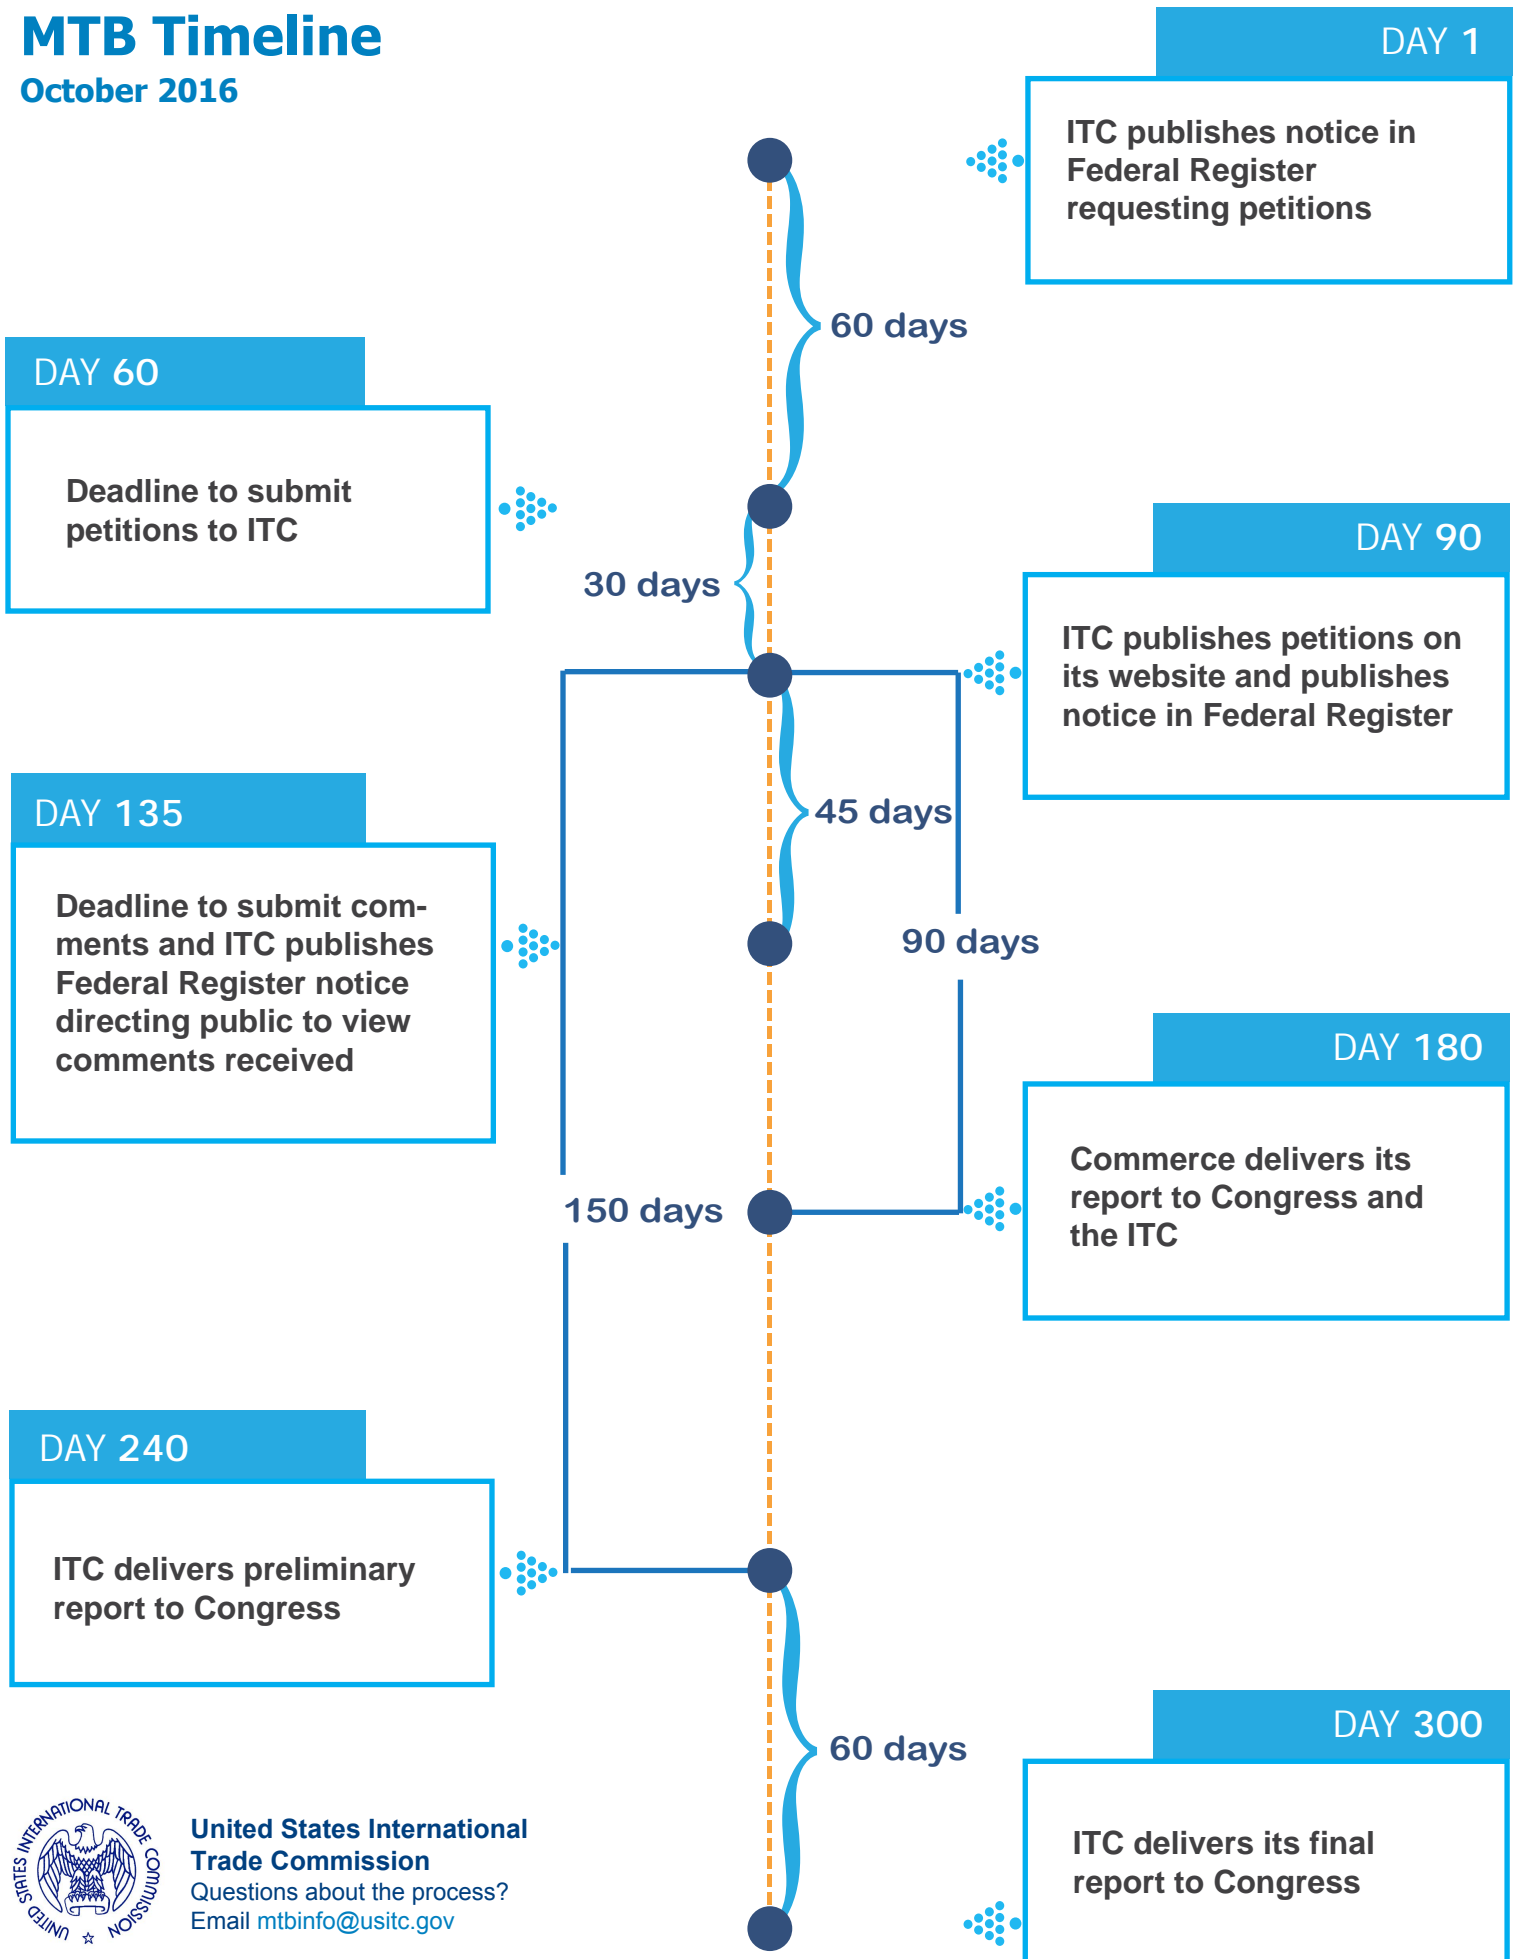 MTB Timeline
October 2016
DAY 1
ITC publishes notice in
Federal Register
requesting petitions
60 days
DAY 60
Deadline to submit
petitions to ITC
30 days
DAY 90
ITC publishes petitions on
its website and publishes
notice in Federal Register
45 days
DAY 135
Deadline to submit com-
ments and ITC publishes
Federal Register notice
directing public to view
comments received
90 days
DAY 180
Commerce delivers its
report to Congress and
the ITC
150 days
DAY 240
ITC delivers preliminary
report to Congress
60 days
DAY 300
ITC delivers its final
report to Congress
UNITED STATES INTERNATIONAL TRADE COMMISSION
United States International
Trade Commission
Questions about the process?
Email mtbinfo@usitc.gov